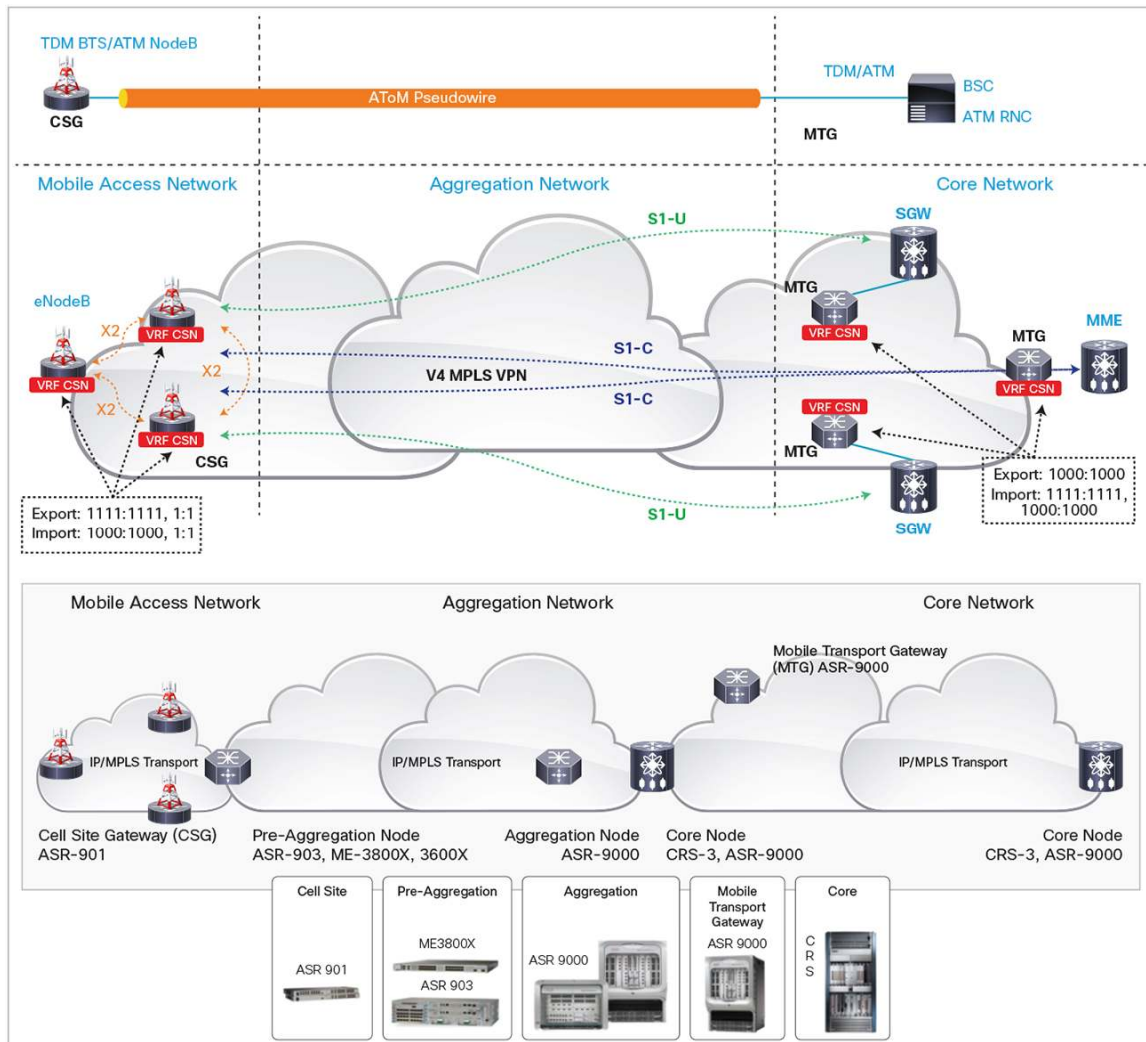 TDM BTS/ATM NodeB
CSG
AToM Pseudowire
TDM/ATM
BSC
ATM RNC
MTG
Mobile Access Network
Aggregation Network
Core Network
SGW
S1-U
eNodeB
MTG
X2
VRF CSN
VRF CSN
MME
MTG
S1-C
X2
V4 MPLS VPN
VRF CSN
VRF CSN
S1-C
X2
VRF CSN
VRF CSN
CSG
MTG
Export: 1111:1111, 1:1
Import: 1000:1000, 1:1
S1-U
SGW
Export: 1000:1000
Import: 1111:1111,
1000:1000
Mobile Access Network
Aggregation Network
Core Network
Mobile Transport Gateway
(MTG) ASR-9000
IP/MPLS Transport
IP/MPLS Transport
IP/MPLS Transport
Cell Site Gateway (CSG)
ASR-901
Pre-Aggregation Node
ASR-903, ME-3800X, 3600X
Aggregation Node
ASR-9000
Core Node
CRS-3, ASR-9000
Core Node
CRS-3, ASR-9000
Cell Site
ASR 901
Pre-Aggregation
ME3800X
ASR 903
Aggregation
ASR 9000
Mobile
Transport
Gateway
ASR 9000
Core
C
R
S